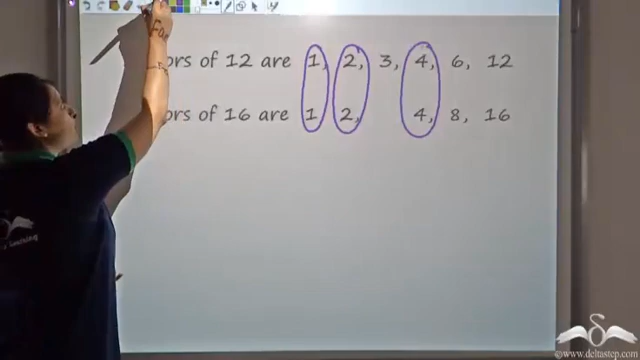 ors of 12 are 1, 2, 3, 4, 6, 12
ors of 16 are 1 2, 4, 8, 16
©www.deltastep.com